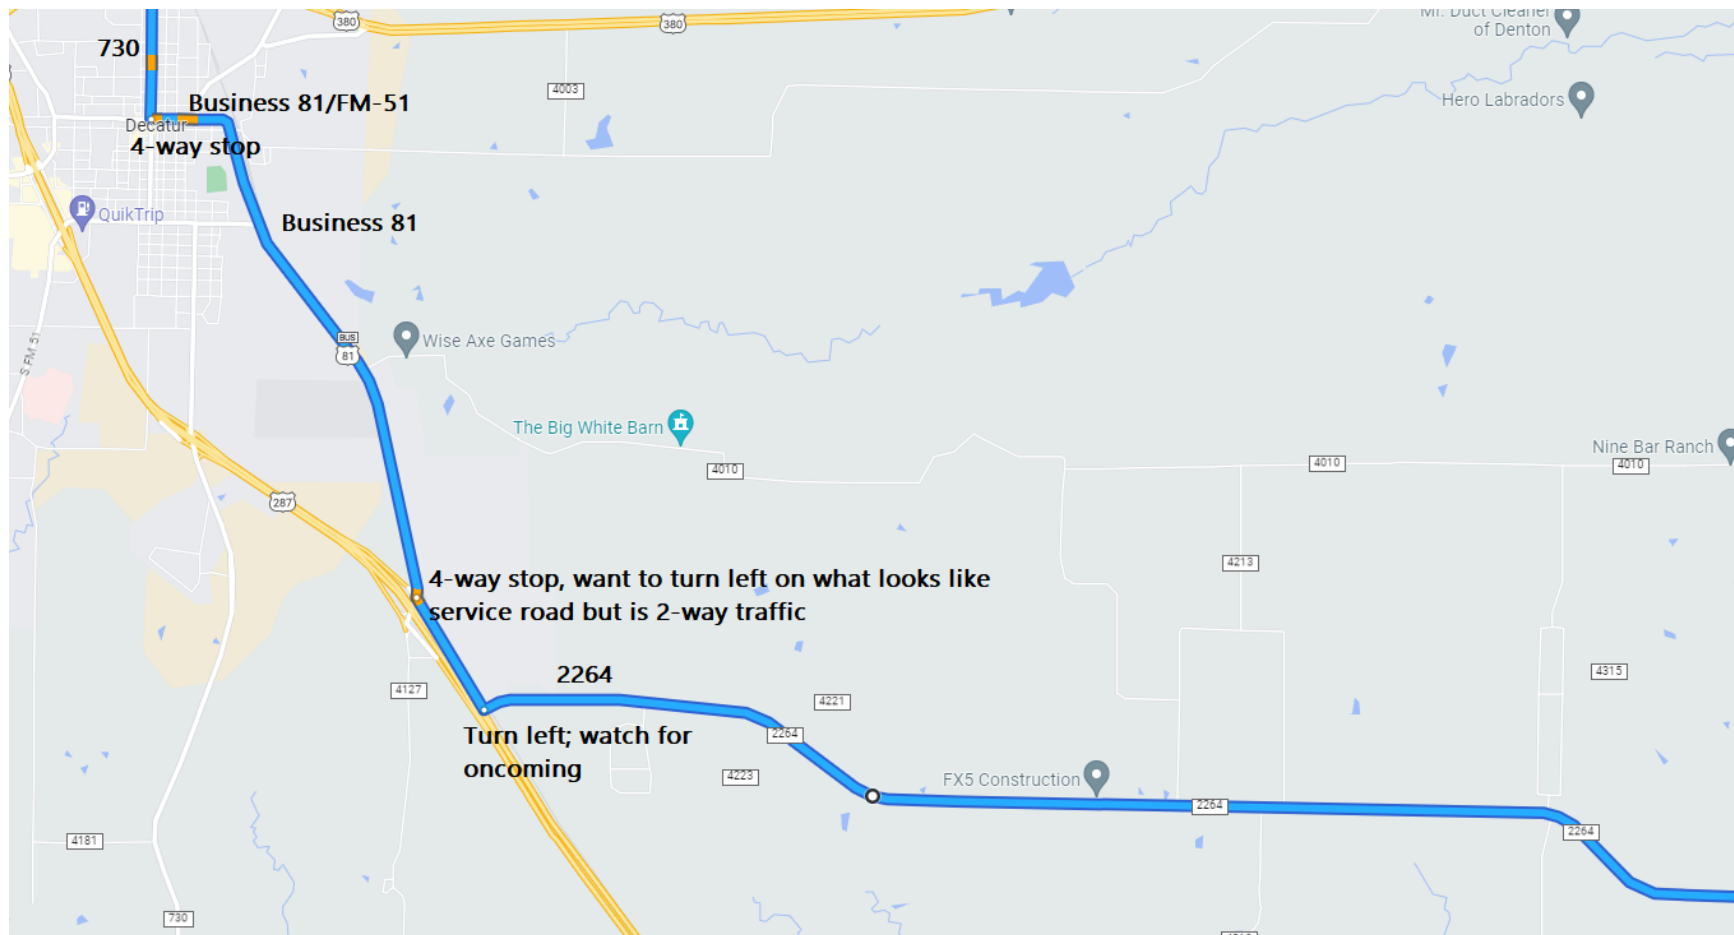 380
380
Mr. Duct Cleaner
of Denton
730
4003
Hero Labradors
Business 81/FM-51
Decatur
4-way stop
QuikTrip
Business 81
BUS
81
Wise Axe Games
S FM 51
The Big White Barn
4010
4010
Nine Bar Ranch
4010
287
4213
4-way stop, want to turn left on what looks like
service road but is 2-way traffic
2264
4127
4221
4315
Turn left; watch for
oncoming
2264
4223
FX5 Construction
2264
2264
4181
730